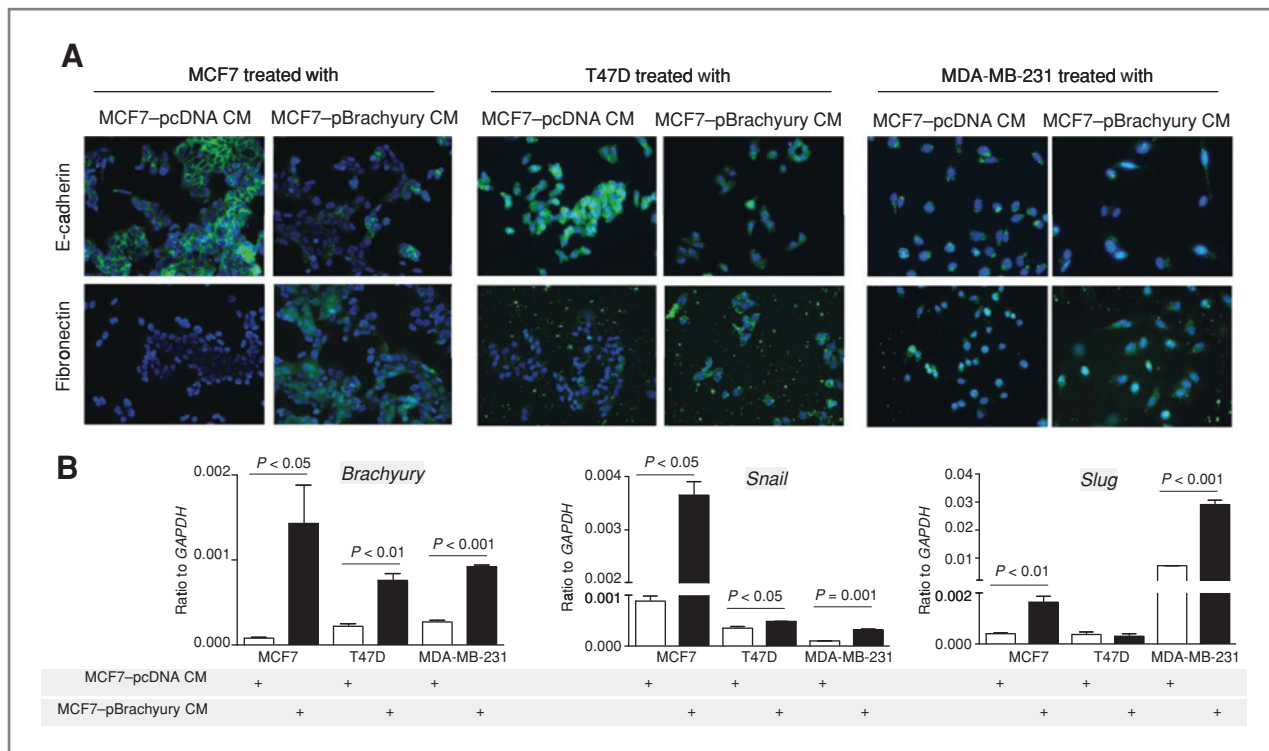 A
MCF7 treated with
T47D treated with
MDA-MB-231 treated with
MCF7–pcDNA CM
MCF7–pBrachyury CM
MCF7–pcDNA CM
MCF7–pBrachyury CM
MCF7–pcDNA CM
MCF7–pBrachyury CM
E-cadherin
Fibronectin
B
Brachyury
Ratio to GAPDH
0.002
0.001
0.000
P < 0.05
P < 0.01
P < 0.001
MCF7
T47D
MDA-MB-231
Snail
Ratio to GAPDH
0.004
0.003
0.002
0.001
0.000
P < 0.05
P < 0.05
P = 0.001
MCF7
T47D
MDA-MB-231
Slug
Ratio to GAPDH
0.04
0.03
0.02
0.01
0.002
0.000
P < 0.01
P < 0.001
MCF7
T47D
MDA-MB-231
MCF7–pcDNA CM + + + + + + + + +
MCF7–pBrachyury CM + + + + + + + + +